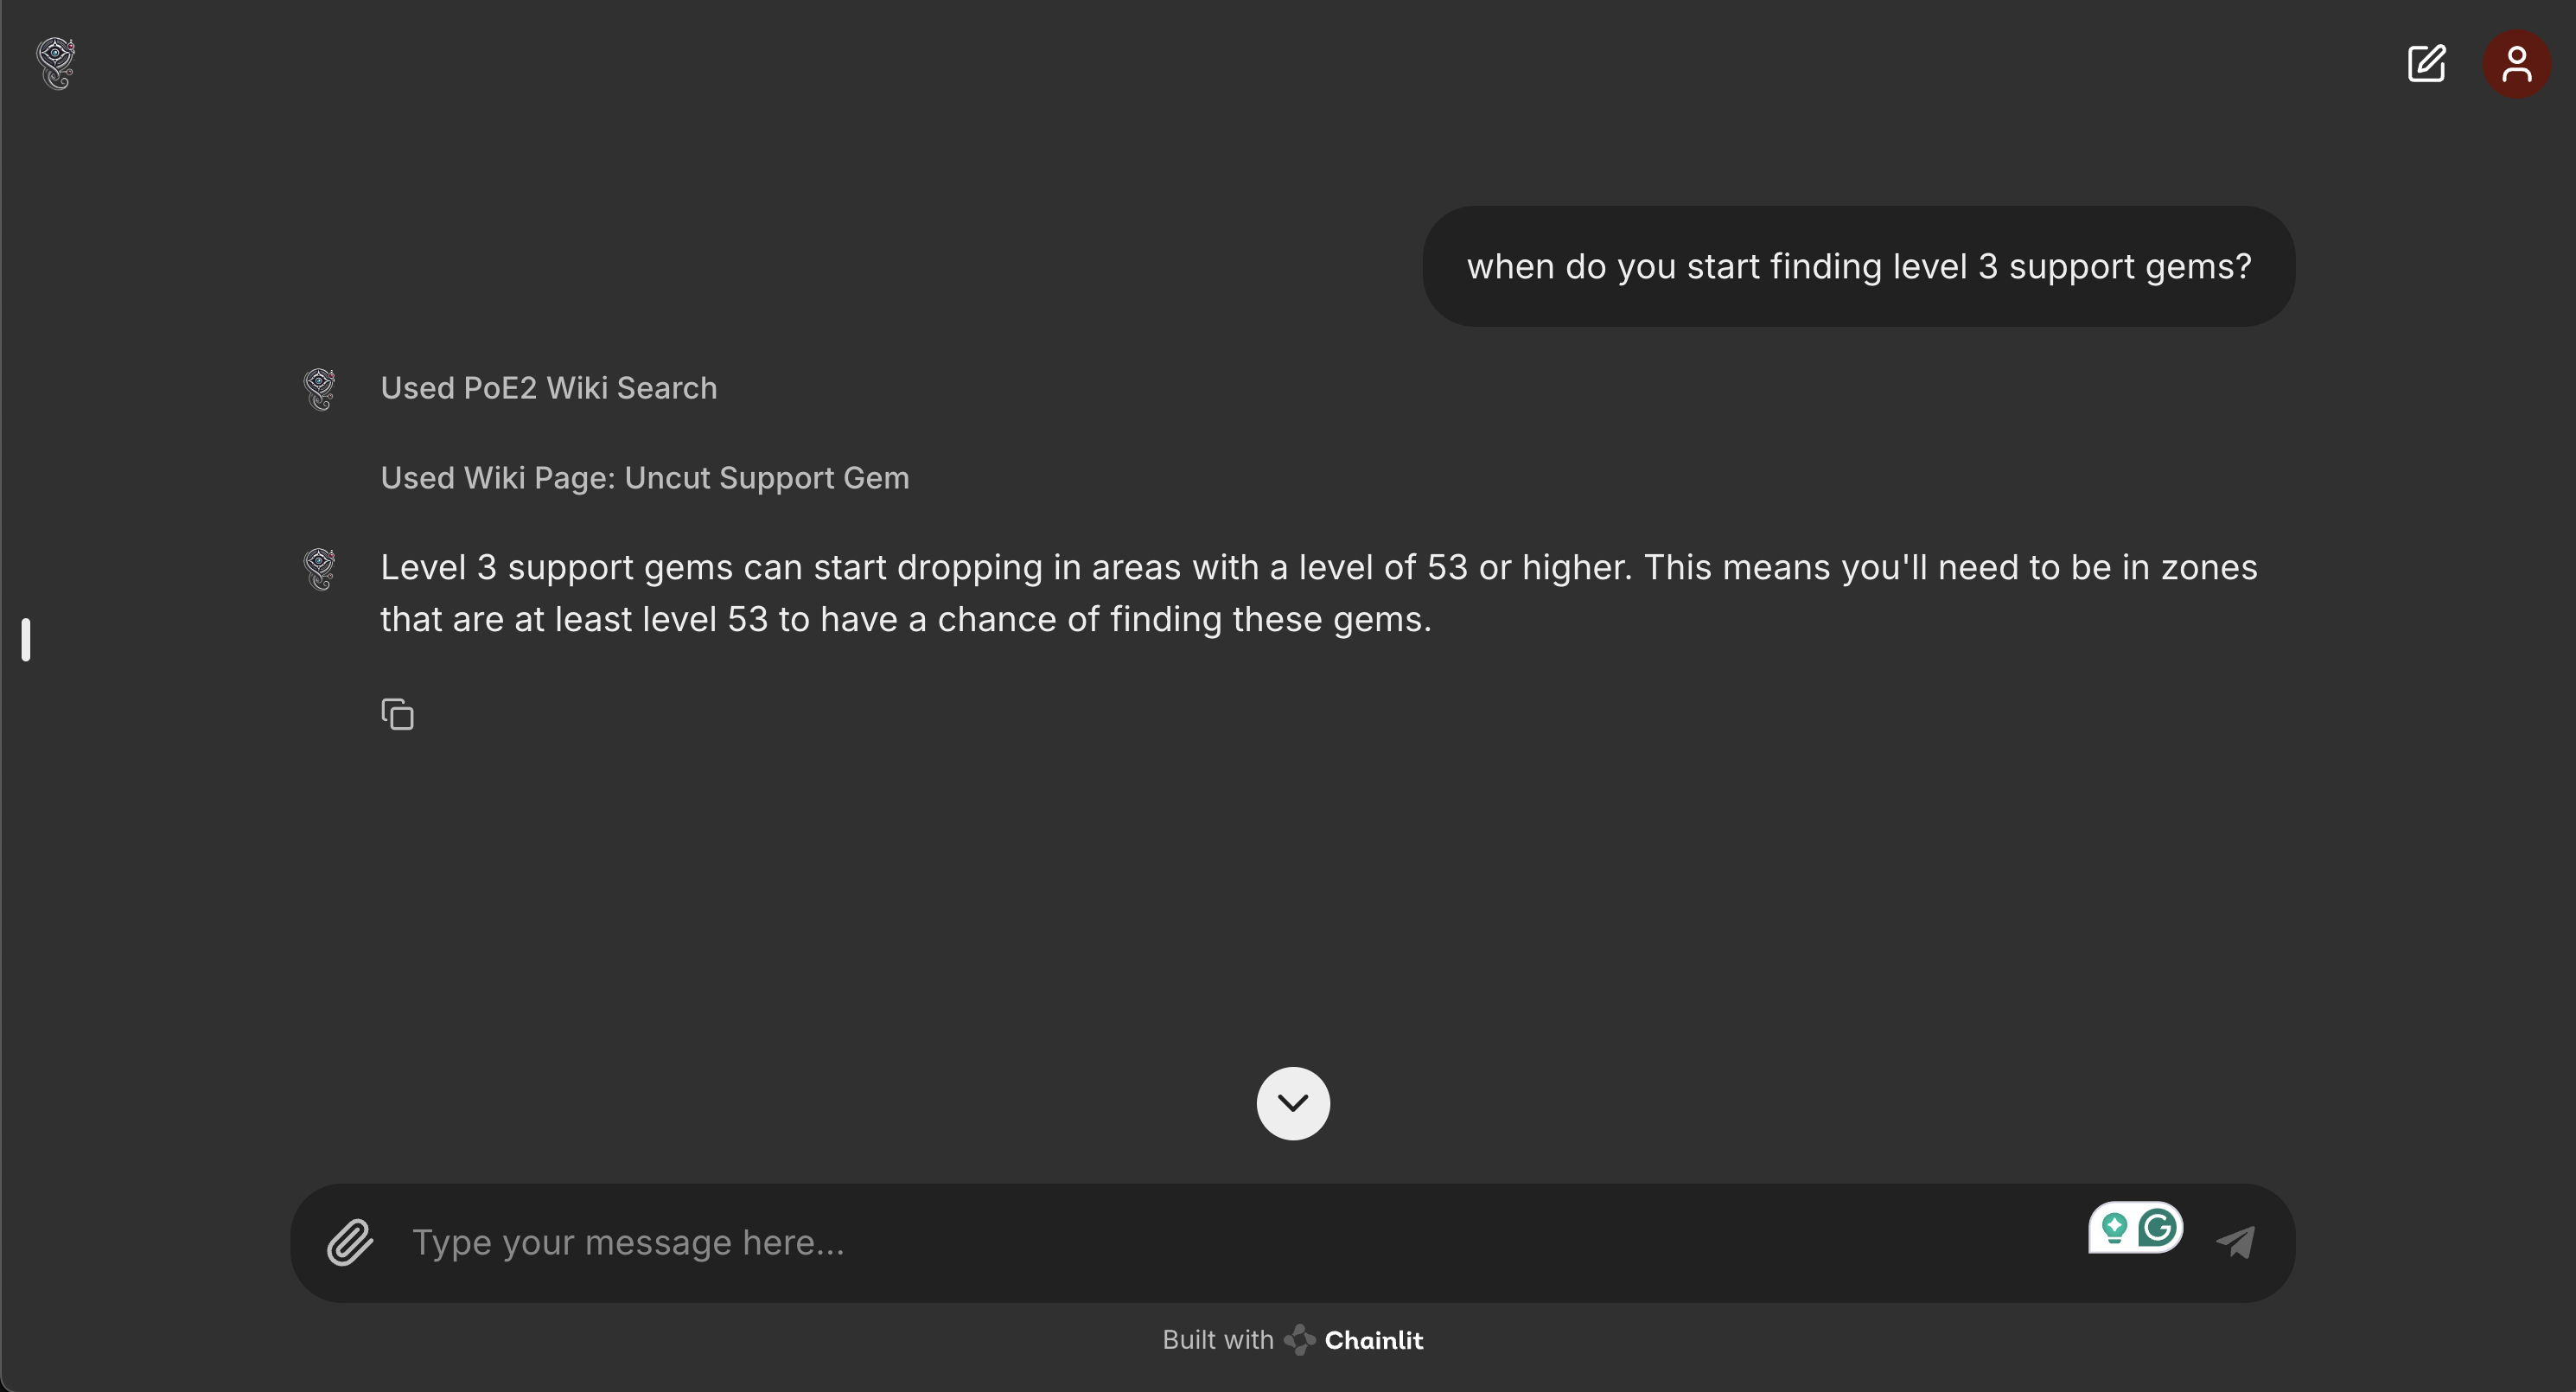 when do you start finding level 3 support gems?
Used PoE2 Wiki Search
Used Wiki Page: Uncut Support Gem
Level 3 support gems can start dropping in areas with a level of 53 or higher. This means you'll need to be in zones
that are at least level 53 to have a chance of finding these gems.
Type your message here...
Built with Chainlit